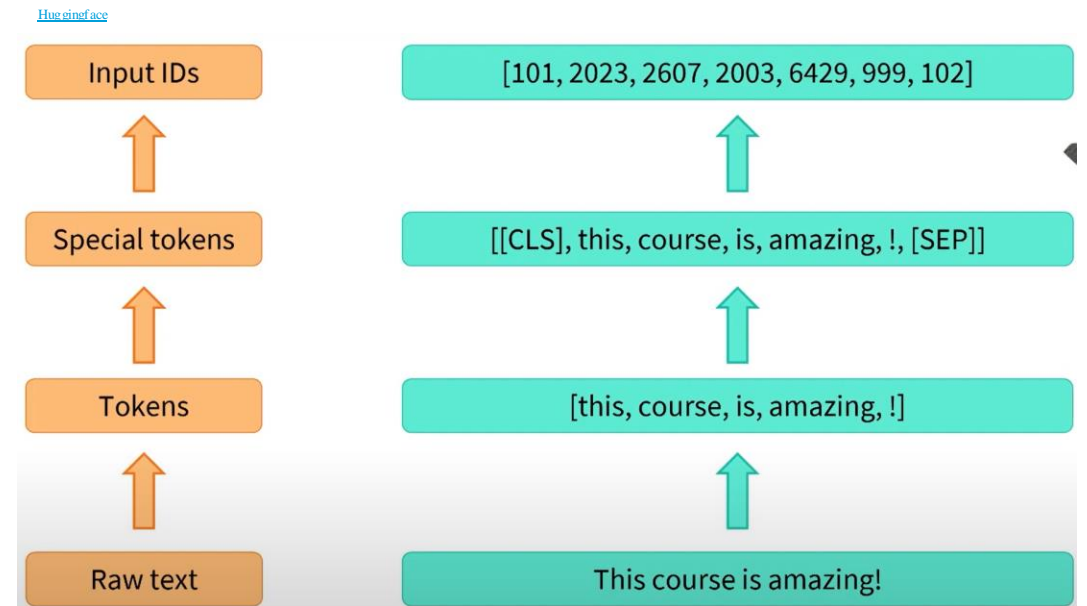 Huggingface
Input IDs
[101, 2023, 2607, 2003, 6429, 999, 102]
Special tokens
[[CLS], this, course, is, amazing, !, [SEP]]
Tokens
[this, course, is, amazing, !]
Raw text
This course is amazing!